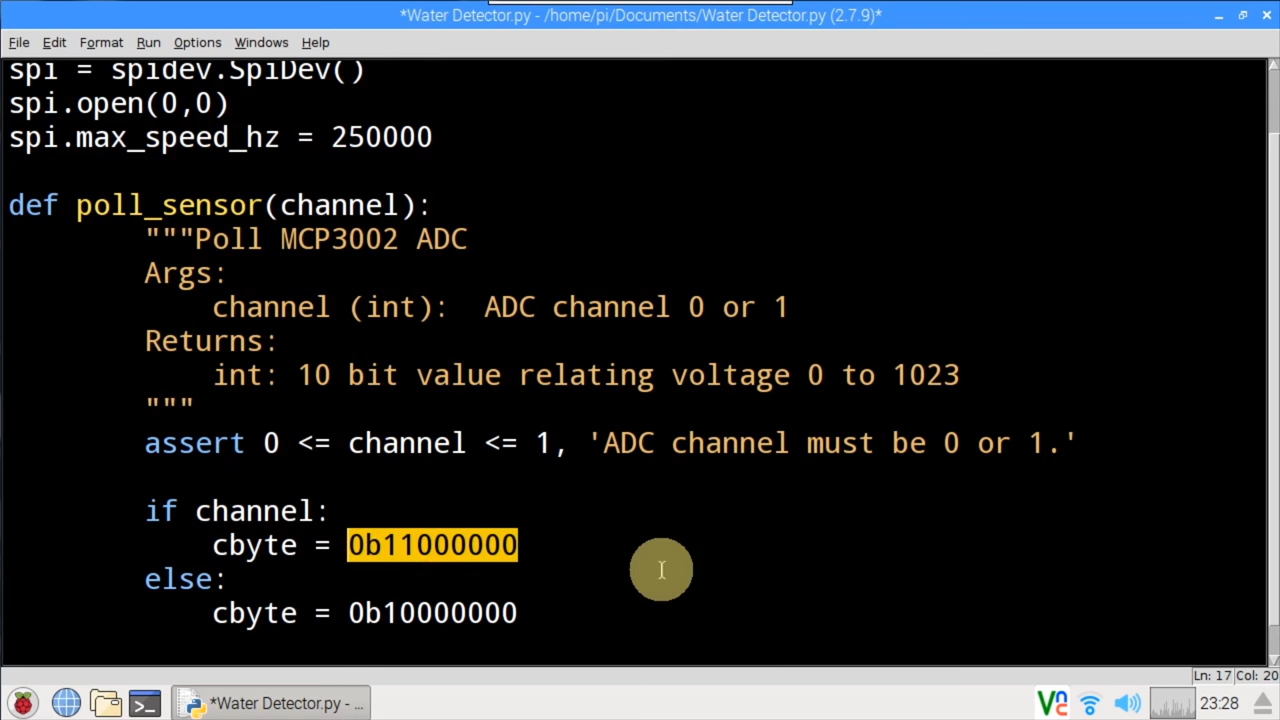 *Water Detector.py - /home/pi/Documents/Water Detector.py (2.7.9)*
File Edit Format Run Options Windows Help
spi = spidev.SpiDev()
spi.open(0,0)
spi.max_speed_hz = 250000
def poll_sensor(channel):
"""Poll MCP3002 ADC
Args:
channel (int):  ADC channel 0 or 1
Returns:
int: 10 bit value relating voltage 0 to 1023
"""
assert 0 <= channel <= 1, 'ADC channel must be 0 or 1.'
if channel:
cbyte = 0b11000000
else:
cbyte = 0b10000000
Ln: 17 Col: 20
*Water Detector.py - ...
23:28